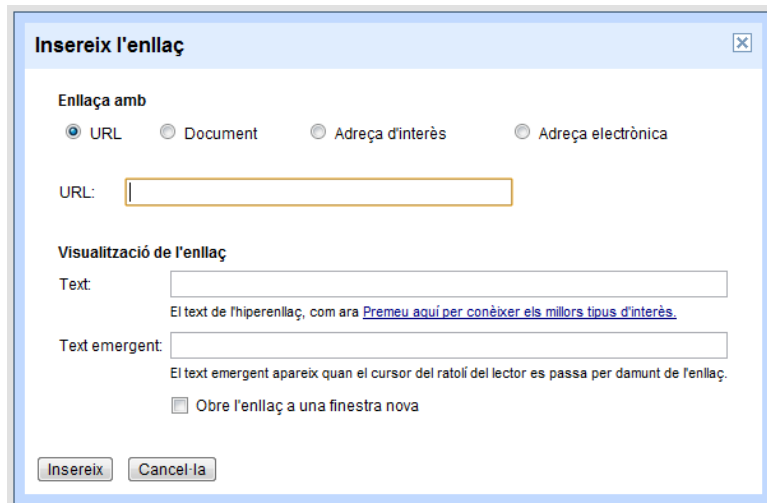 Insereix l'enllaç
Enllaça amb
URL Document Adreça d'interès Adreça electrònica
URL:
Visualització de l'enllaç
Text:
El text de l'hiperenllaç, com ara Premeu aquí per conèixer els millors tipus d'interès.
Text emergent:
El text emergent apareix quan el cursor del ratolí del lector es passa per damunt de l'enllaç.
Obre l'enllaç a una finestra nova
Insereix Cancel·la